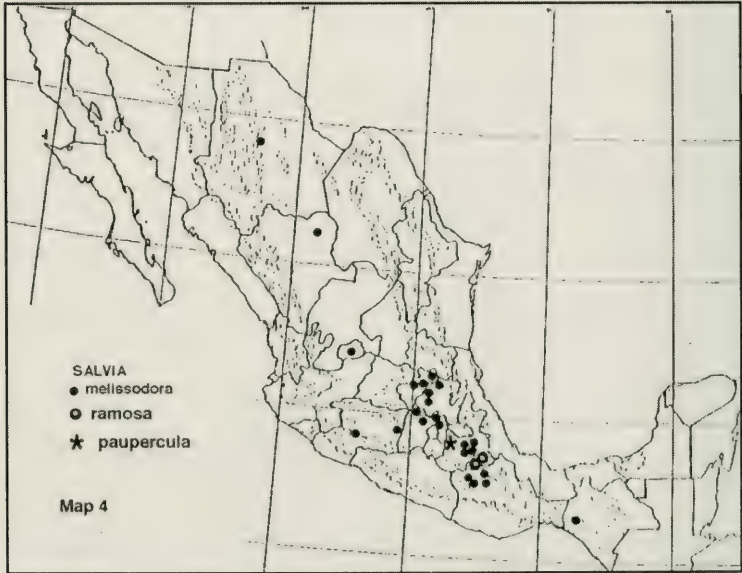 SALVIA
● melissodora
○ ramosa
★ paupercula
Map 4